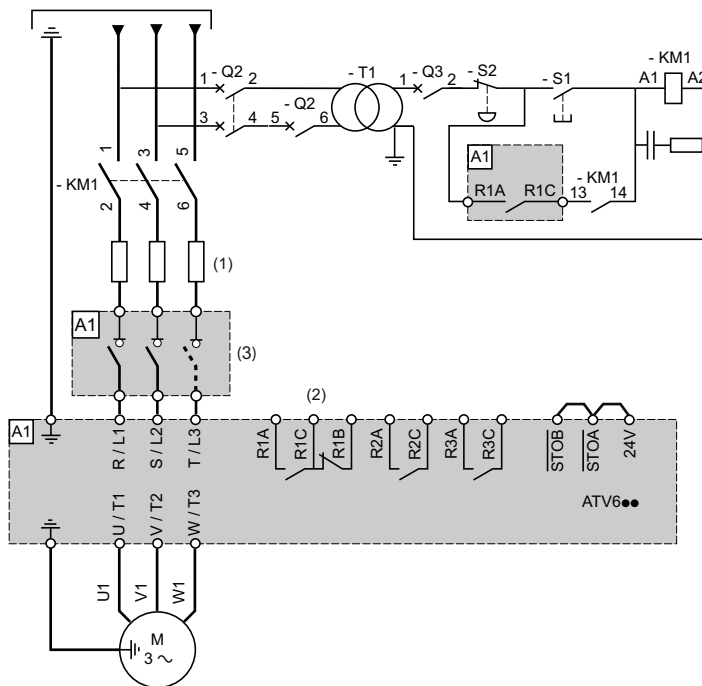 1 - Q2 2
3 4 5 - Q2 6
- T1
1 - Q3 2
- S2
- S1
- KM1
A1 A2
A1
R1A R1C
13 - KM1 14
- KM1
1 3 5
2 4 6
(1)
A1
(3)
(2)
A1
R / L1
S / L2
T / L3
R1A
R1C
R1B
R2A
R2C
R3A
R3C
STOB
STOA
24V
ATV6●●
U / T1
V / T2
W / T3
U1
V1
W1
M
3 ~